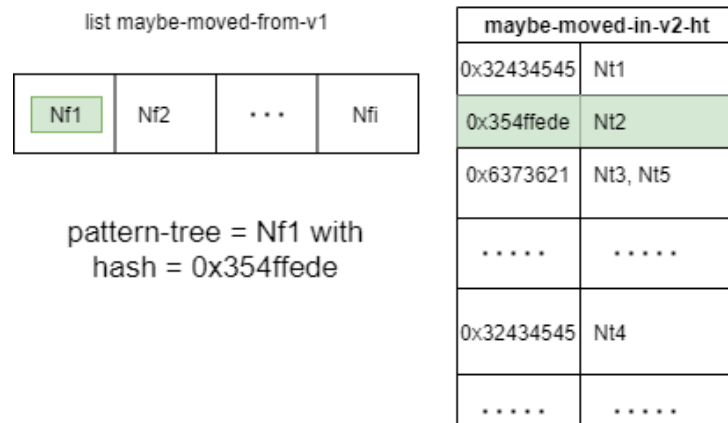 list maybe-moved-from-v1
Nf1 Nf2 ... Nfi
pattern-tree = Nf1 with
hash = 0x354ffede
maybe-moved-in-v2-ht
0x32434545 Nt1
0x354ffede Nt2
0x6373621 Nt3, Nt5
..... .....
0x32434545 Nt4
..... .....